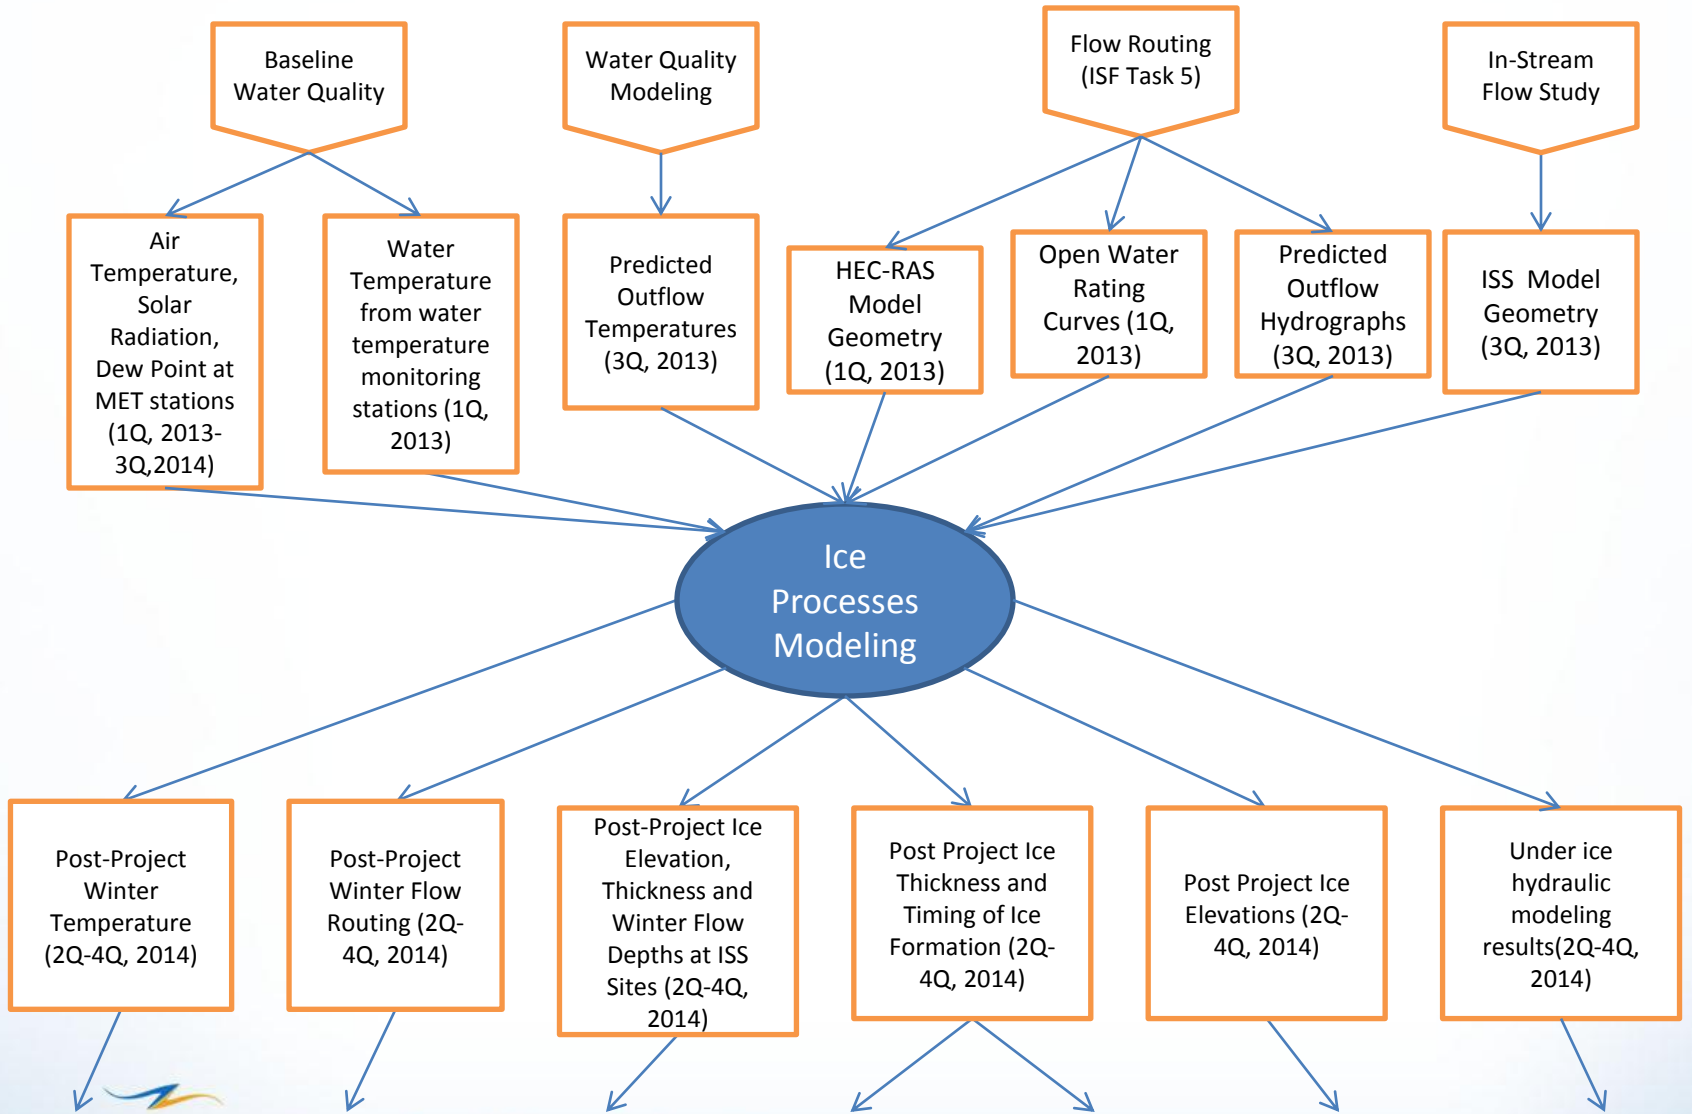 Baseline
Water Quality
Water Quality
Modeling
Flow Routing
(ISF Task 5)
In-Stream
Flow Study
Air
Temperature,
Solar
Radiation,
Dew Point at
MET stations
(1Q, 2013-
3Q,2014)
Water
Temperature
from water
temperature
monitoring
stations (1Q,
2013)
Predicted
Outflow
Temperatures
(3Q, 2013)
HEC-RAS
Model
Geometry
(1Q, 2013)
Open Water
Rating
Curves (1Q,
2013)
Predicted
Outflow
Hydrographs
(3Q, 2013)
ISS Model
Geometry
(3Q, 2013)
Ice
Processes
Modeling
Post-Project
Winter
Temperature
(2Q-4Q, 2014)
Post-Project
Winter Flow
Routing (2Q-
4Q, 2014)
Post-Project Ice
Elevation,
Thickness and
Winter Flow
Depths at ISS
Sites (2Q-4Q,
2014)
Post Project Ice
Thickness and
Timing of Ice
Formation (2Q-
4Q, 2014)
Post Project Ice
Elevations (2Q-
4Q, 2014)
Under ice
hydraulic
modeling
results(2Q-4Q,
2014)